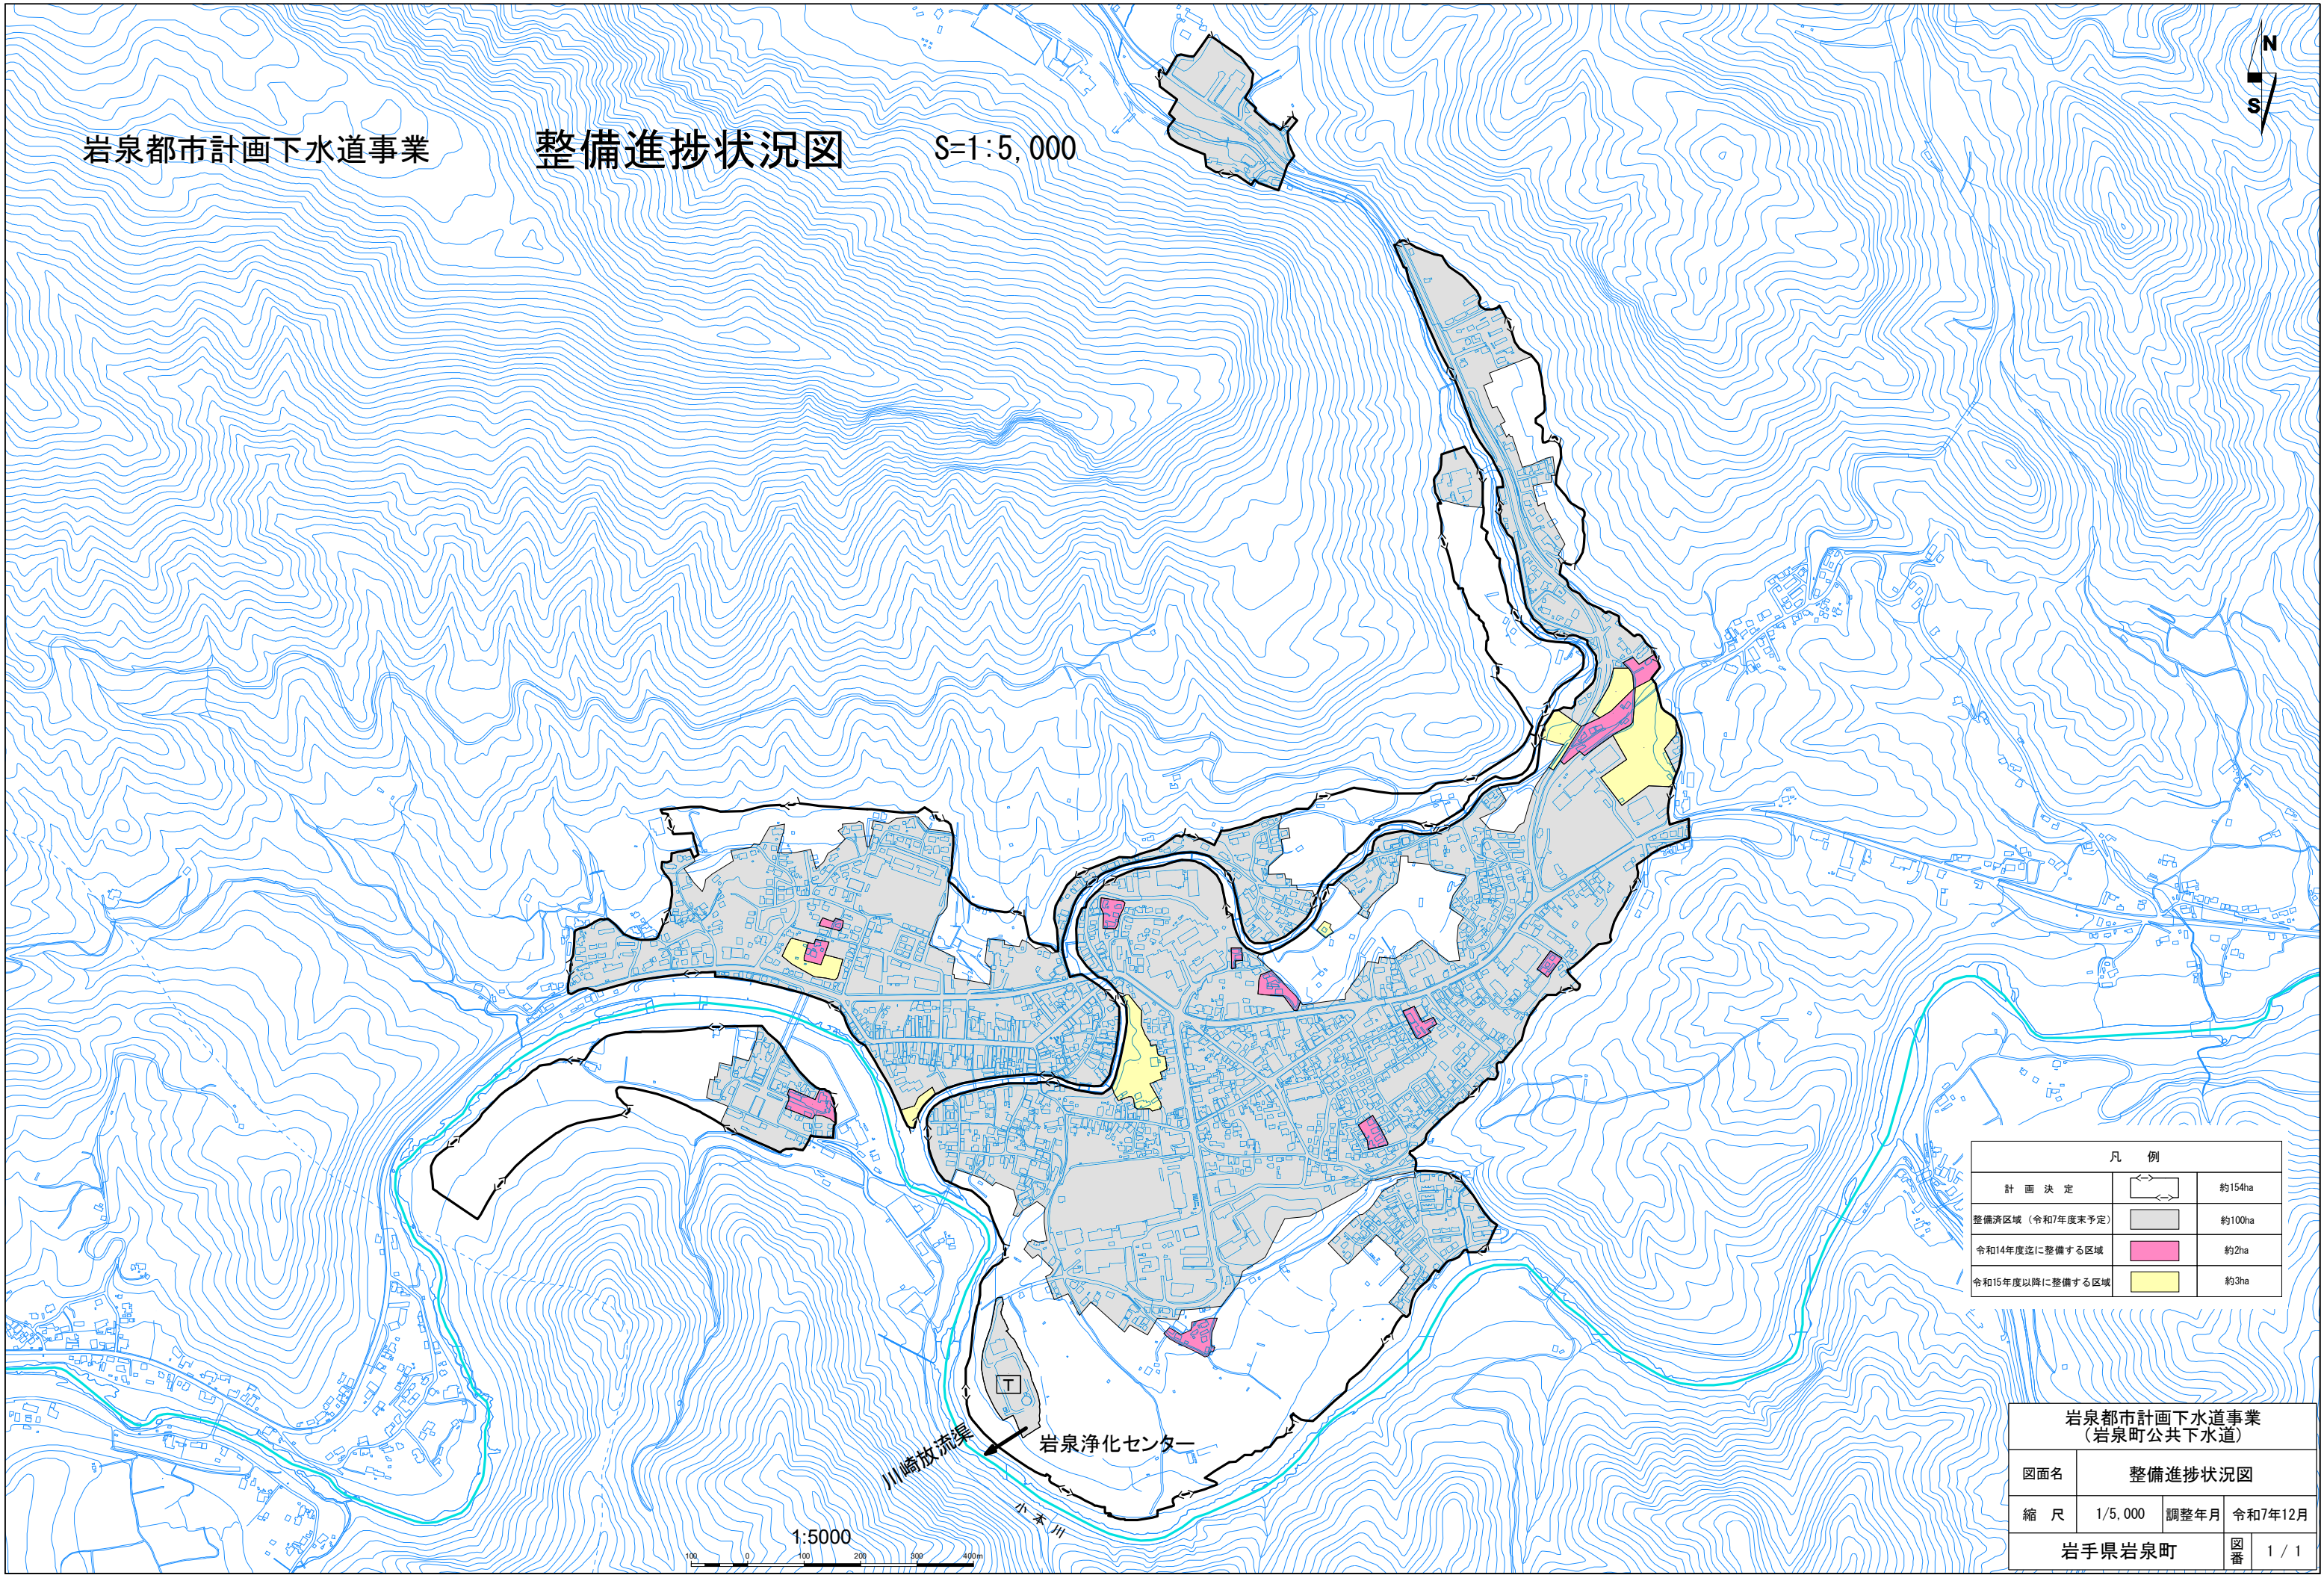 岩泉都市計画下水道事業 整備進捗状況図 S=1:5,000
N
S
凡 例
計 画 決 定 約154ha
整備済区域（令和7年度末予定） 約100ha
令和14年度迄に整備する区域 約2ha
令和15年度以降に整備する区域 約3ha
T
岩泉浄化センター
川崎放流渠
小本川
1:5000
100 0 100 200 300 400m
岩泉都市計画下水道事業
（岩泉町公共下水道）
図面名 整備進捗状況図
縮 尺 1/5,000 調整年月 令和7年12月
岩手県岩泉町 図番 1 / 1